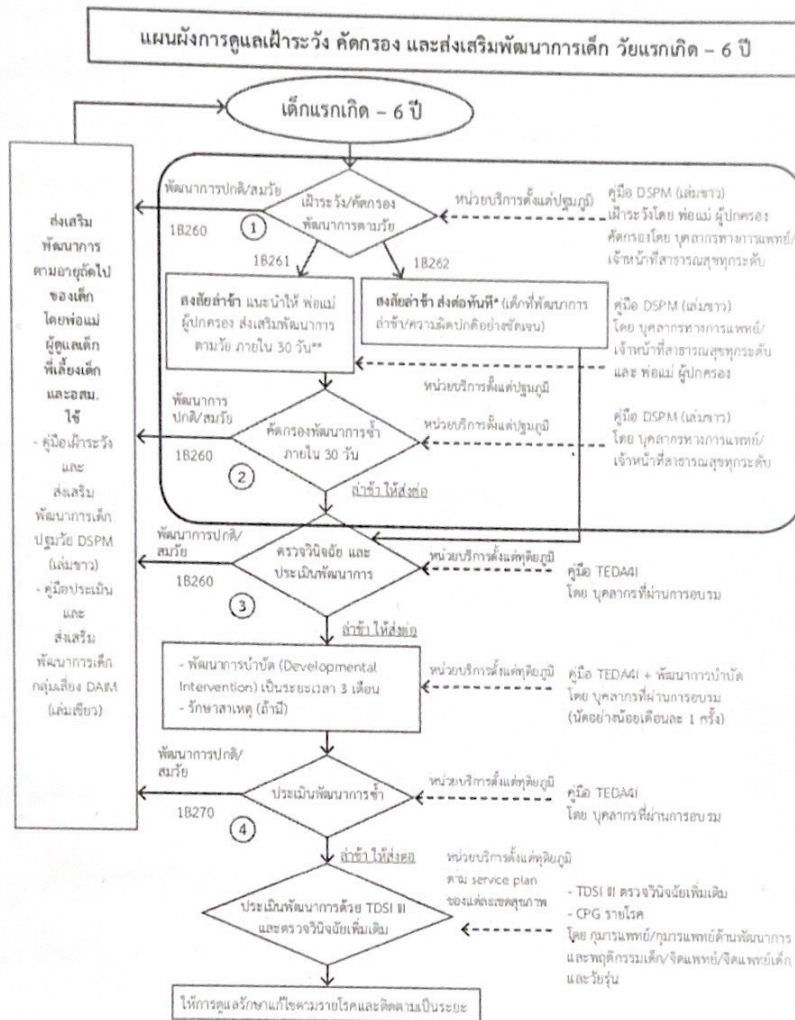 แผนผังการดูแลเฝ้าระวัง คัดกรอง และส่งเสริมพัฒนาการเด็ก วัยแรกเกิด – 6 ปี
เด็กแรกเกิด – 6 ปี
ส่งเสริม
พัฒนาการ
ตามอายุถัดไป
ของเด็ก
โดยพ่อแม่
ผู้ดูแลเด็ก
พี่เลี้ยงเด็ก
และอสม.
ใช้
- คู่มือเฝ้าระวัง
และ
ส่งเสริม
พัฒนาการเด็ก
ปฐมวัย DSPM
(เล่มขาว)
- คู่มือประเมิน
และ
ส่งเสริม
พัฒนาการเด็ก
กลุ่มเสี่ยง DAIM
(เล่มเขียว)
พัฒนาการปกติ/สมวัย
1B260
1
เฝ้าระวัง/คัดกรอง
พัฒนาการตามวัย
หน่วยบริการตั้งแต่ปฐมภูมิ
คู่มือ DSPM (เล่มขาว)
เฝ้าระวังโดย พ่อแม่ ผู้ปกครอง
คัดกรองโดย บุคลากรทางการแพทย์/
เจ้าหน้าที่สาธารณสุขทุกระดับ
1B261
1B262
สงสัยล่าช้า แนะนำให้ พ่อแม่
ผู้ปกครอง ส่งเสริมพัฒนาการ
ตามวัย ภายใน 30 วัน**
สงสัยล่าช้า ส่งต่อทันที* (เด็กที่พัฒนาการ
ล่าช้า/ความผิดปกติอย่างชัดเจน)
คู่มือ DSPM (เล่มขาว)
โดย บุคลากรทางการแพทย์/
เจ้าหน้าที่สาธารณสุขทุกระดับ
และ พ่อแม่ ผู้ปกครอง
หน่วยบริการตั้งแต่ปฐมภูมิ
พัฒนาการ
ปกติ/สมวัย
1B260
2
คัดกรองพัฒนาการซ้ำ
ภายใน 30 วัน
หน่วยบริการตั้งแต่ปฐมภูมิ
คู่มือ DSPM (เล่มขาว)
โดย บุคลากรทางการแพทย์/
เจ้าหน้าที่สาธารณสุขทุกระดับ
ล่าช้า ให้ส่งต่อ
พัฒนาการปกติ/
สมวัย
1B260
3
ตรวจวินิจฉัย และ
ประเมินพัฒนาการ
หน่วยบริการตั้งแต่ทุติยภูมิ
คู่มือ TEDA4I
โดย บุคลากรที่ผ่านการอบรม
ล่าช้า ให้ส่งต่อ
- พัฒนาการบำบัด (Developmental
Intervention) เป็นระยะเวลา 3 เดือน
- รักษาสาเหตุ (ถ้ามี)
หน่วยบริการตั้งแต่ทุติยภูมิ
คู่มือ TEDA4I + พัฒนาการบำบัด
โดย บุคลากรที่ผ่านการอบรม
(นัดอย่างน้อยเดือนละ 1 ครั้ง)
พัฒนาการปกติ/
สมวัย
1B270
4
ประเมินพัฒนาการซ้ำ
หน่วยบริการตั้งแต่ทุติยภูมิ
คู่มือ TEDA4I
โดย บุคลากรที่ผ่านการอบรม
ล่าช้า ให้ส่งต่อ
ประเมินพัฒนาการด้วย TDSI III
และตรวจวินิจฉัยเพิ่มเติม
หน่วยบริการตั้งแต่ทุติยภูมิ
ตาม service plan
ของแต่ละเขตสุขภาพ
- TDSI III ตรวจวินิจฉัยเพิ่มเติม
- CPG รายโรค
โดย กุมารแพทย์/กุมารแพทย์ด้านพัฒนาการ
และพฤติกรรมเด็ก/จิตแพทย์/จิตแพทย์เด็ก
และวัยรุ่น
ให้การดูแลรักษาแก้ไขตามรายโรคและติดตามเป็นระยะ